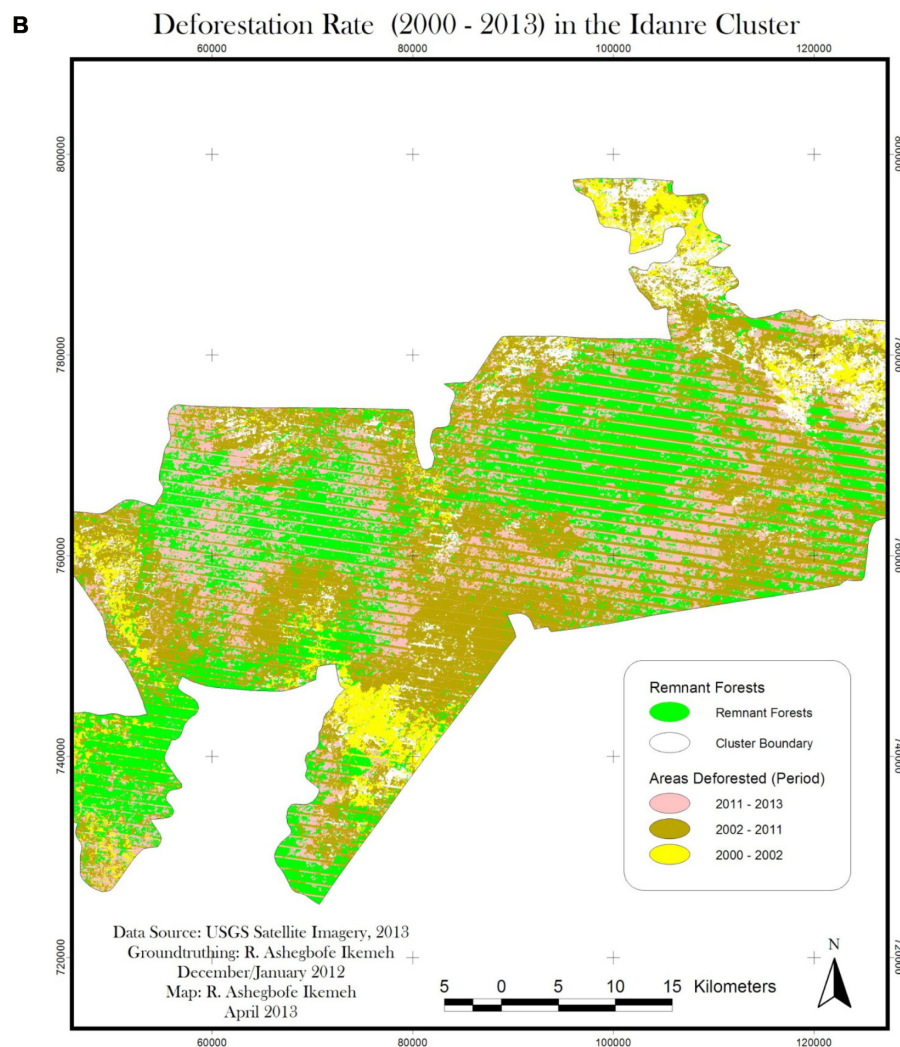 B
Deforestation Rate (2000 - 2013) in the Idanre Cluster
60000 80000 100000 120000
800000
780000 780000
760000 760000
740000 740000
720000
Remnant Forests
Remnant Forests
Cluster Boundary
Areas Deforested (Period)
2011 - 2013
2002 - 2011
2000 - 2002
Data Source: USGS Satellite Imagery, 2013
Groundtruthing: R. Ashegbofe Ikemeh
December/January 2012
Map: R. Ashegbofe Ikemeh
April 2013
N
5 0 5 10 15 Kilometers
60000 80000 100000 120000